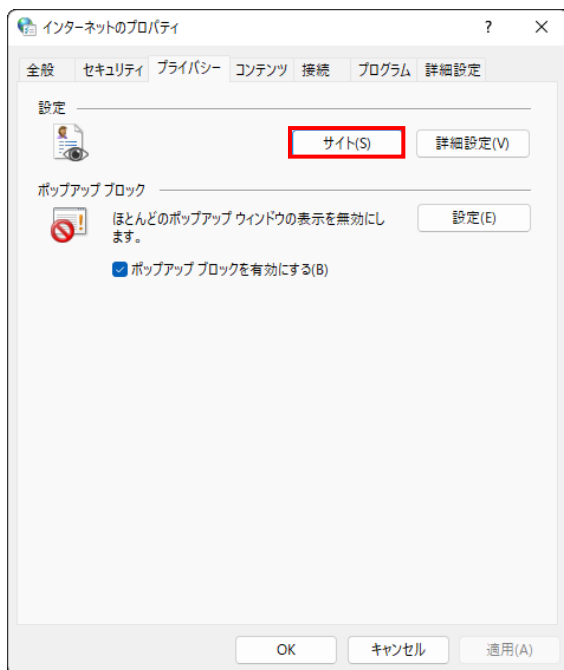 インターネットのプロパティ ?
全般 セキュリティ プライバシー コンテンツ 接続 プログラム 詳細設定
設定
サイト(S) 詳細設定(V)
ポップアップ ブロック
ほとんどのポップアップ ウィンドウの表示を無効にし
ます。
設定(E)
ポップアップ ブロックを有効にする(B)
OK キャンセル 適用(A)